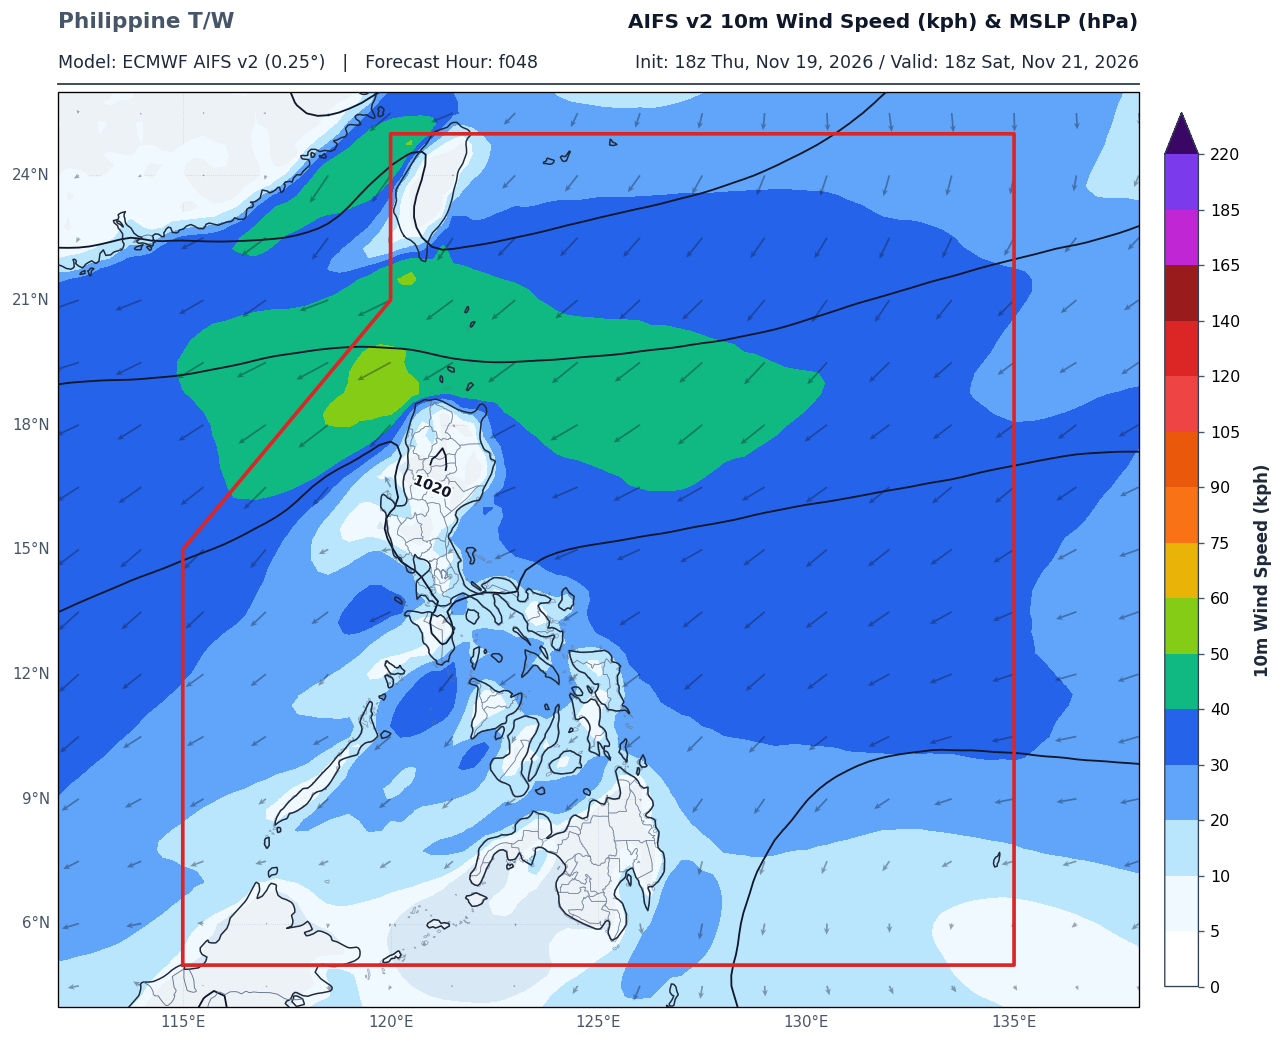 Philippine T/W
AIFS v2 10m Wind Speed (kph) & MSLP (hPa)
Model: ECMWF AIFS v2 (0.25°)   |   Forecast Hour: f048
Init: 18z Thu, Nov 19, 2026 / Valid: 18z Sat, Nov 21, 2026
24°N
21°N
18°N
15°N
12°N
9°N
6°N
1020
115°E
120°E
125°E
130°E
135°E
220
185
165
140
120
105
90
75
60
50
40
30
20
10
5
0
10m Wind Speed (kph)